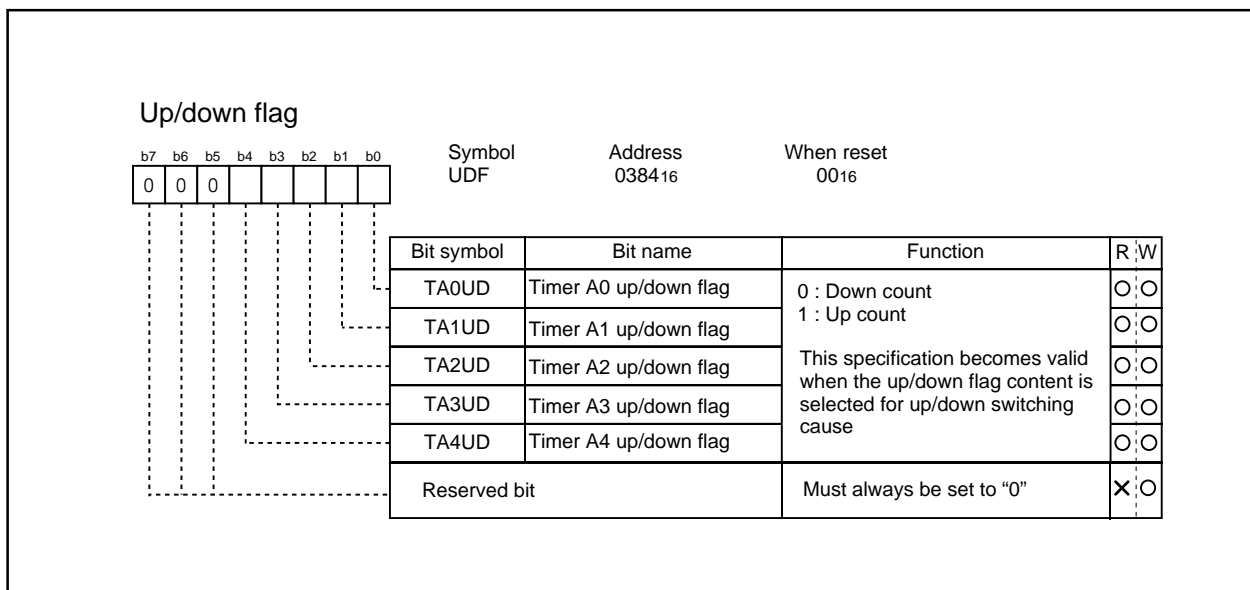 Up/down flag
b7 b6 b5 b4 b3 b2 b1 b0
0 0 0
Symbol Address When reset
UDF 038416 0016
Bit symbol Bit name Function R W
TA0UD Timer A0 up/down flag
TA1UD Timer A1 up/down flag
TA2UD Timer A2 up/down flag
TA3UD Timer A3 up/down flag
TA4UD Timer A4 up/down flag
0 : Down count
1 : Up count
This specification becomes valid
when the up/down flag content is
selected for up/down switching
cause
Reserved bit Must always be set to “0”